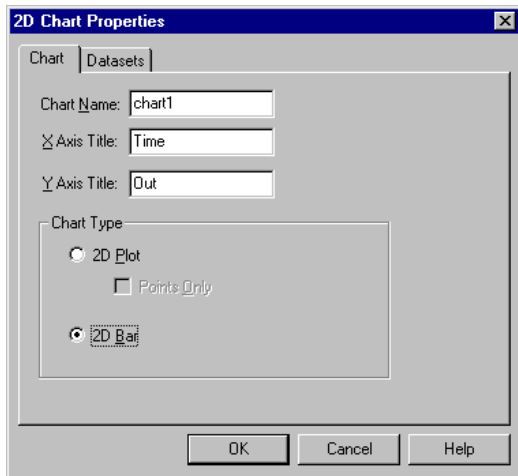 2D Chart Properties
Chart Datasets
Chart Name: chart1
X Axis Title: Time
Y Axis Title: Out
Chart Type
2D Plot
Points Only
2D Bar
OK Cancel Help